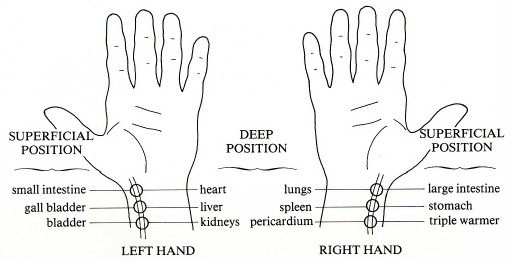 SUPERFICIAL
POSITION
DEEP
POSITION
SUPERFICIAL
POSITION
small intestine
heart
lungs
large intestine
gall bladder
liver
spleen
stomach
bladder
kidneys
pericardium
triple warmer
LEFT HAND
RIGHT HAND